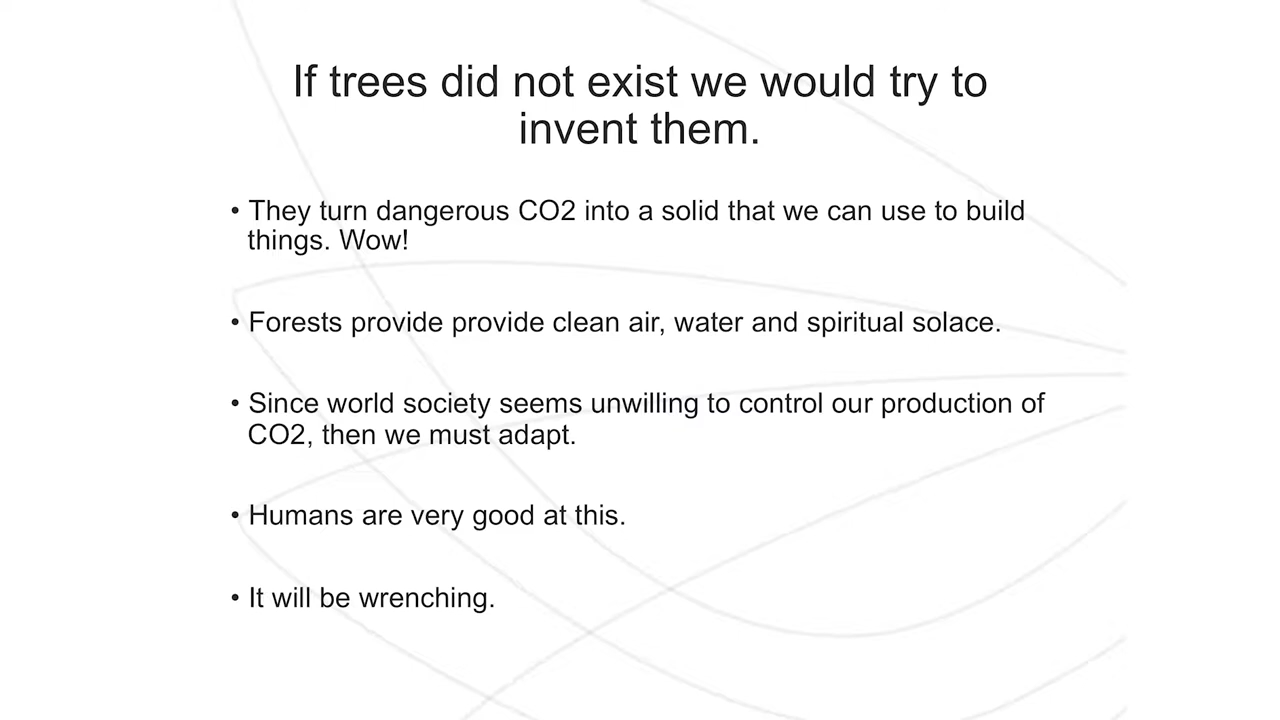 If trees did not exist we would try to
invent them.
• They turn dangerous CO2 into a solid that we can use to build
things. Wow!
• Forests provide provide clean air, water and spiritual solace.
• Since world society seems unwilling to control our production of
CO2, then we must adapt.
• Humans are very good at this.
• It will be wrenching.